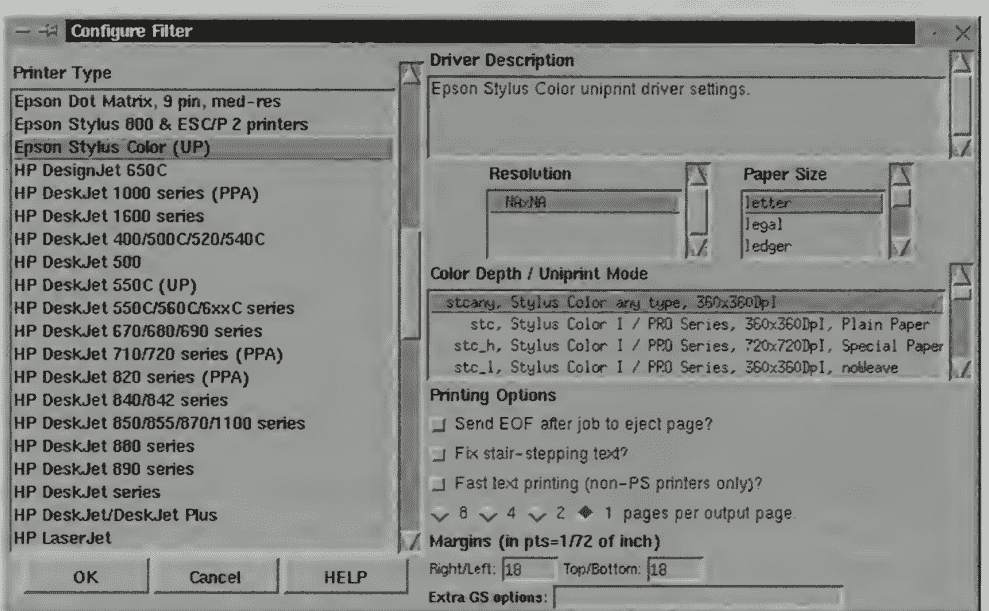 Configure Filter
Printer Type
Epson Dot Matrix, 9 pin, med-res
Epson Stylus 800 & ESC/P 2 printers
Epson Stylus Color (UP)
HP DesignJet 650C
HP DeskJet 1000 series (PPA)
HP DeskJet 1600 series
HP DeskJet 400/500C/520/540C
HP DeskJet 500
HP DeskJet 550C (UP)
HP DeskJet 550C/560C/6xxC series
HP DeskJet 670/680/690 series
HP DeskJet 710/720 series (PPA)
HP DeskJet 820 series (PPA)
HP DeskJet 840/842 series
HP DeskJet 850/855/870/1100 series
HP DeskJet 880 series
HP DeskJet 890 series
HP DeskJet series
HP DeskJet/DeskJet Plus
HP LaserJet
OK Cancel HELP
Driver Description
Epson Stylus Color uniprint driver settings.
Resolution
NAxNA
Paper Size
letter
legal
ledger
Color Depth / Uniprint Mode
stcany, Stylus Color any type, 360x360DpI
stc, Stylus Color I / PRO Series, 360x360DpI, Plain Paper
stc_h, Stylus Color I / PRO Series, 720x720DpI, Special Paper
stc_l, Stylus Color I / PRO Series, 360x360DpI, noWeave
Printing Options
Send EOF after job to eject page?
Fix stair-stepping text?
Fast text printing (non-PS printers only)?
8 4 2 1 pages per output page.
Margins (in pts=1/72 of inch)
Right/Left: 18 Top/Bottom: 18
Extra GS options: